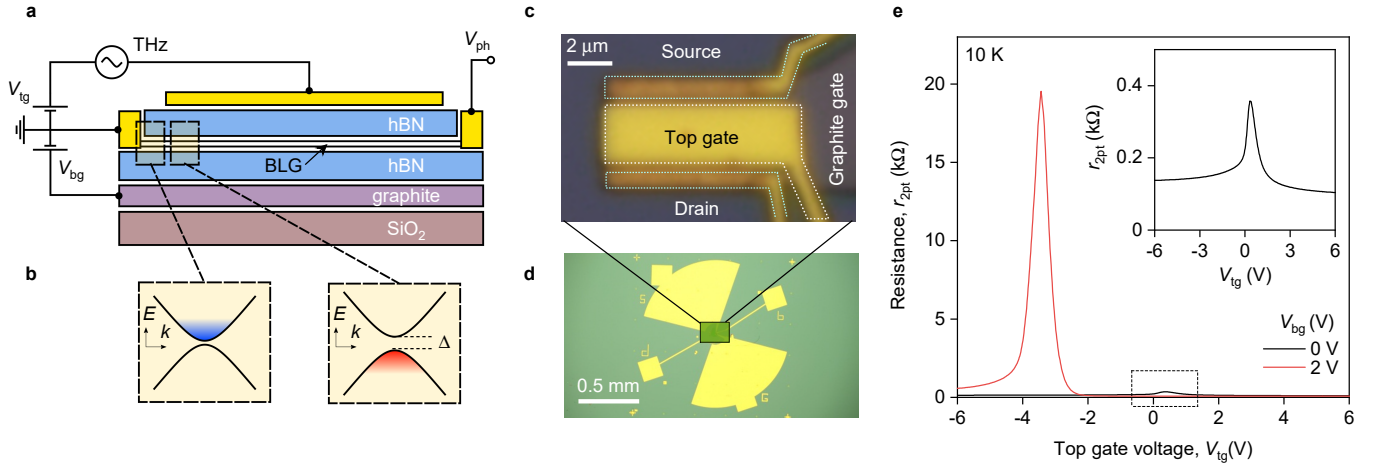 a
THz
V_ph
V_tg
hBN
BLG
V_bg
hBN
graphite
SiO₂
b
E
k
E
k
Δ
c
2 μm
Source
Top gate
Graphite gate
Drain
d
s
b
d
G
0.5 mm
e
10 K
Resistance, r_2pt (kΩ)
20
15
10
5
0
-6
-4
-2
0
2
4
6
Top gate voltage, V_tg(V)
r_2pt (kΩ)
0.4
0.2
0
-6
-3
0
3
6
V_tg (V)
V_bg (V)
0 V
2 V